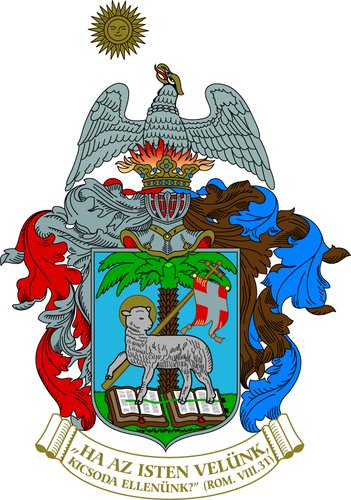 „HA AZ ISTEN VELÜNK,
KICSODA ELLENÜNK?” (RÓM. VIII.31)